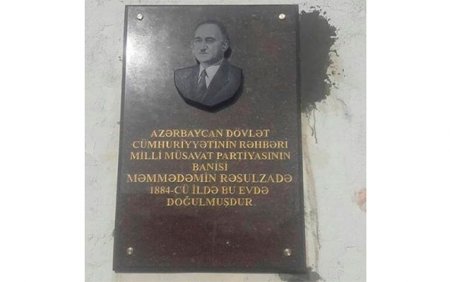 AZƏRBAYCAN DÖVLƏT
CÜMHURİYYƏTİNİN RƏHBƏRİ
MİLLİ MÜSAVAT PARTİYASININ
BANİSİ
MƏMMƏDƏMİN RƏSULZADƏ
1884-CÜ İLDƏ BU EVDƏ
DOĞULMUŞDUR